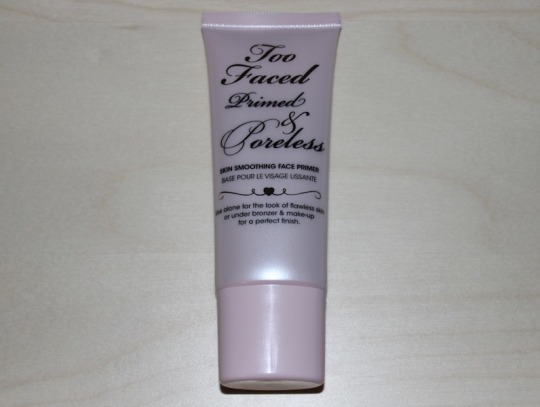 Too
Faced
Primed
&
Poreless
SKIN SMOOTHING FACE PRIMER
BASE POUR LE VISAGE LISSANTE
alone for the look of flawless skin
or under bronzer & make-up
for a perfect finish.